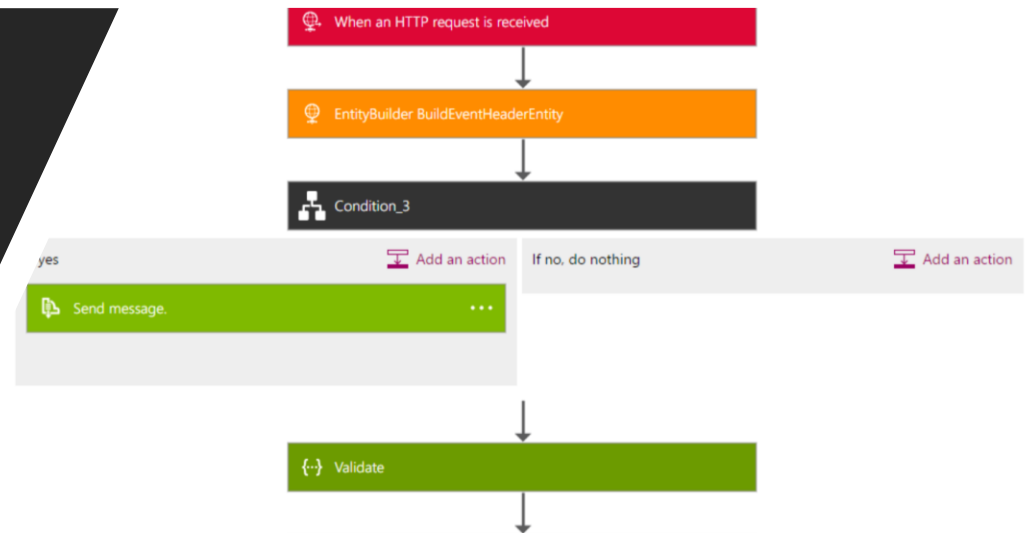 When an HTTP request is received
EntityBuilder BuildEventHeaderEntity
Condition_3
yes
Add an action
If no, do nothing
Add an action
Send message.
Validate